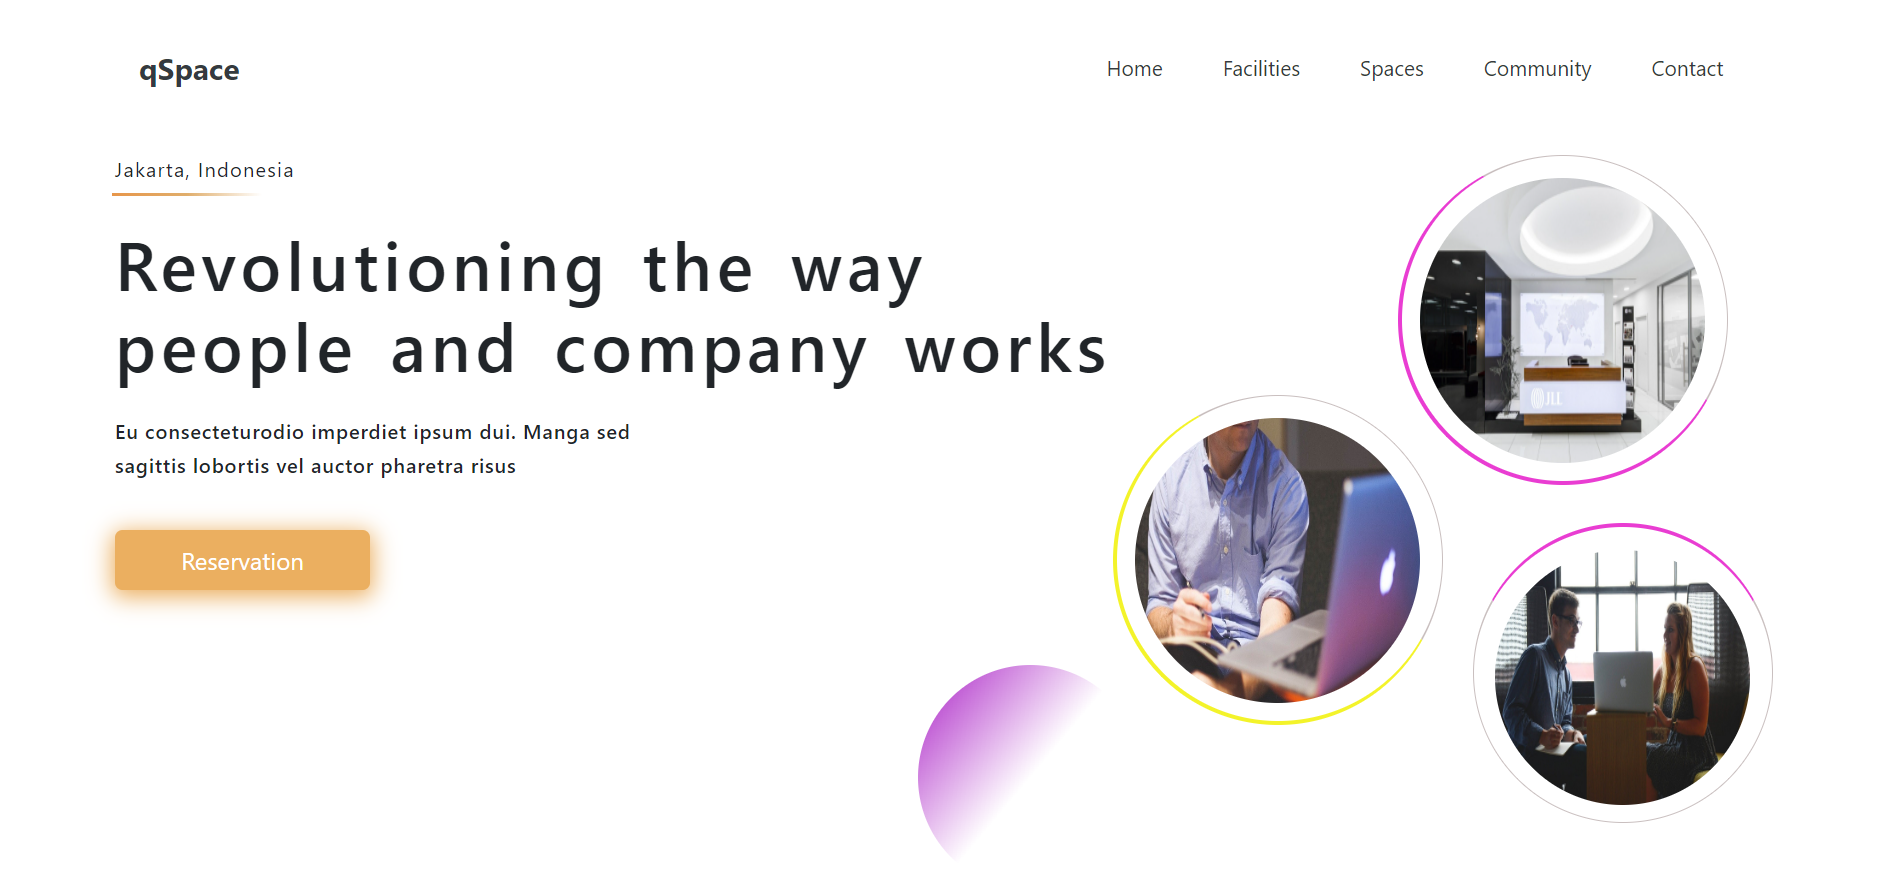 qSpace
Home Facilities Spaces Community Contact
Jakarta, Indonesia
Revolutioning the way
people and company works
Eu consecteturodio imperdiet ipsum dui. Manga sed
sagittis lobortis vel auctor pharetra risus
Reservation
JLL